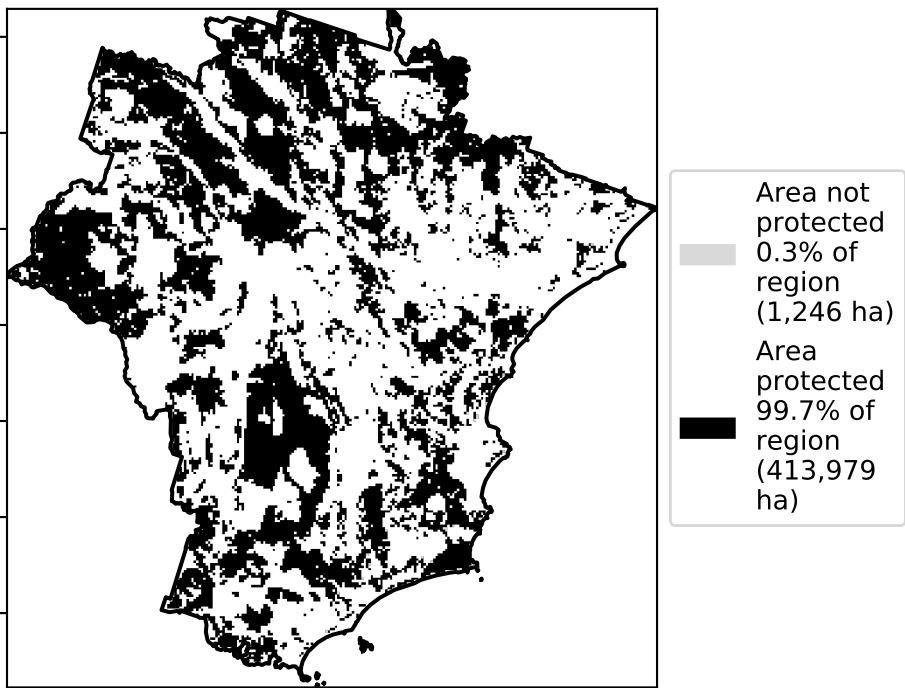 Area not
protected
0.3% of
region
(1,246 ha)
Area
protected
99.7% of
region
(413,979
ha)